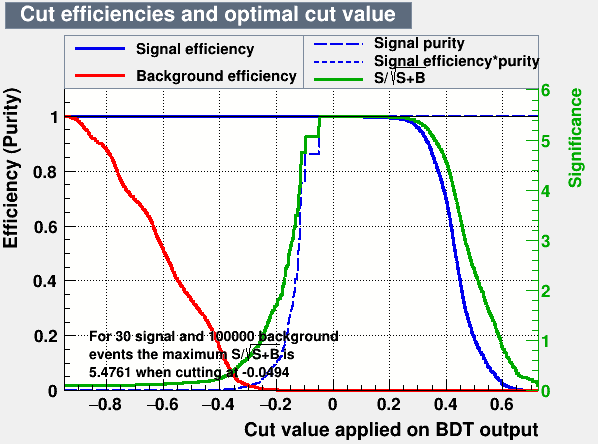 Cut efficiencies and optimal cut value
Signal efficiency
Background efficiency
Signal purity
Signal efficiency*purity
S/√S+B
Efficiency (Purity)
1
0.8
0.6
0.4
0.2
0
6
5
4
3
2
1
0
Significance
For 30 signal and 100000 background
events the maximum S/√S+B is
5.4761 when cutting at -0.0494
−0.8 −0.6 −0.4 −0.2 0 0.2 0.4 0.6
Cut value applied on BDT output